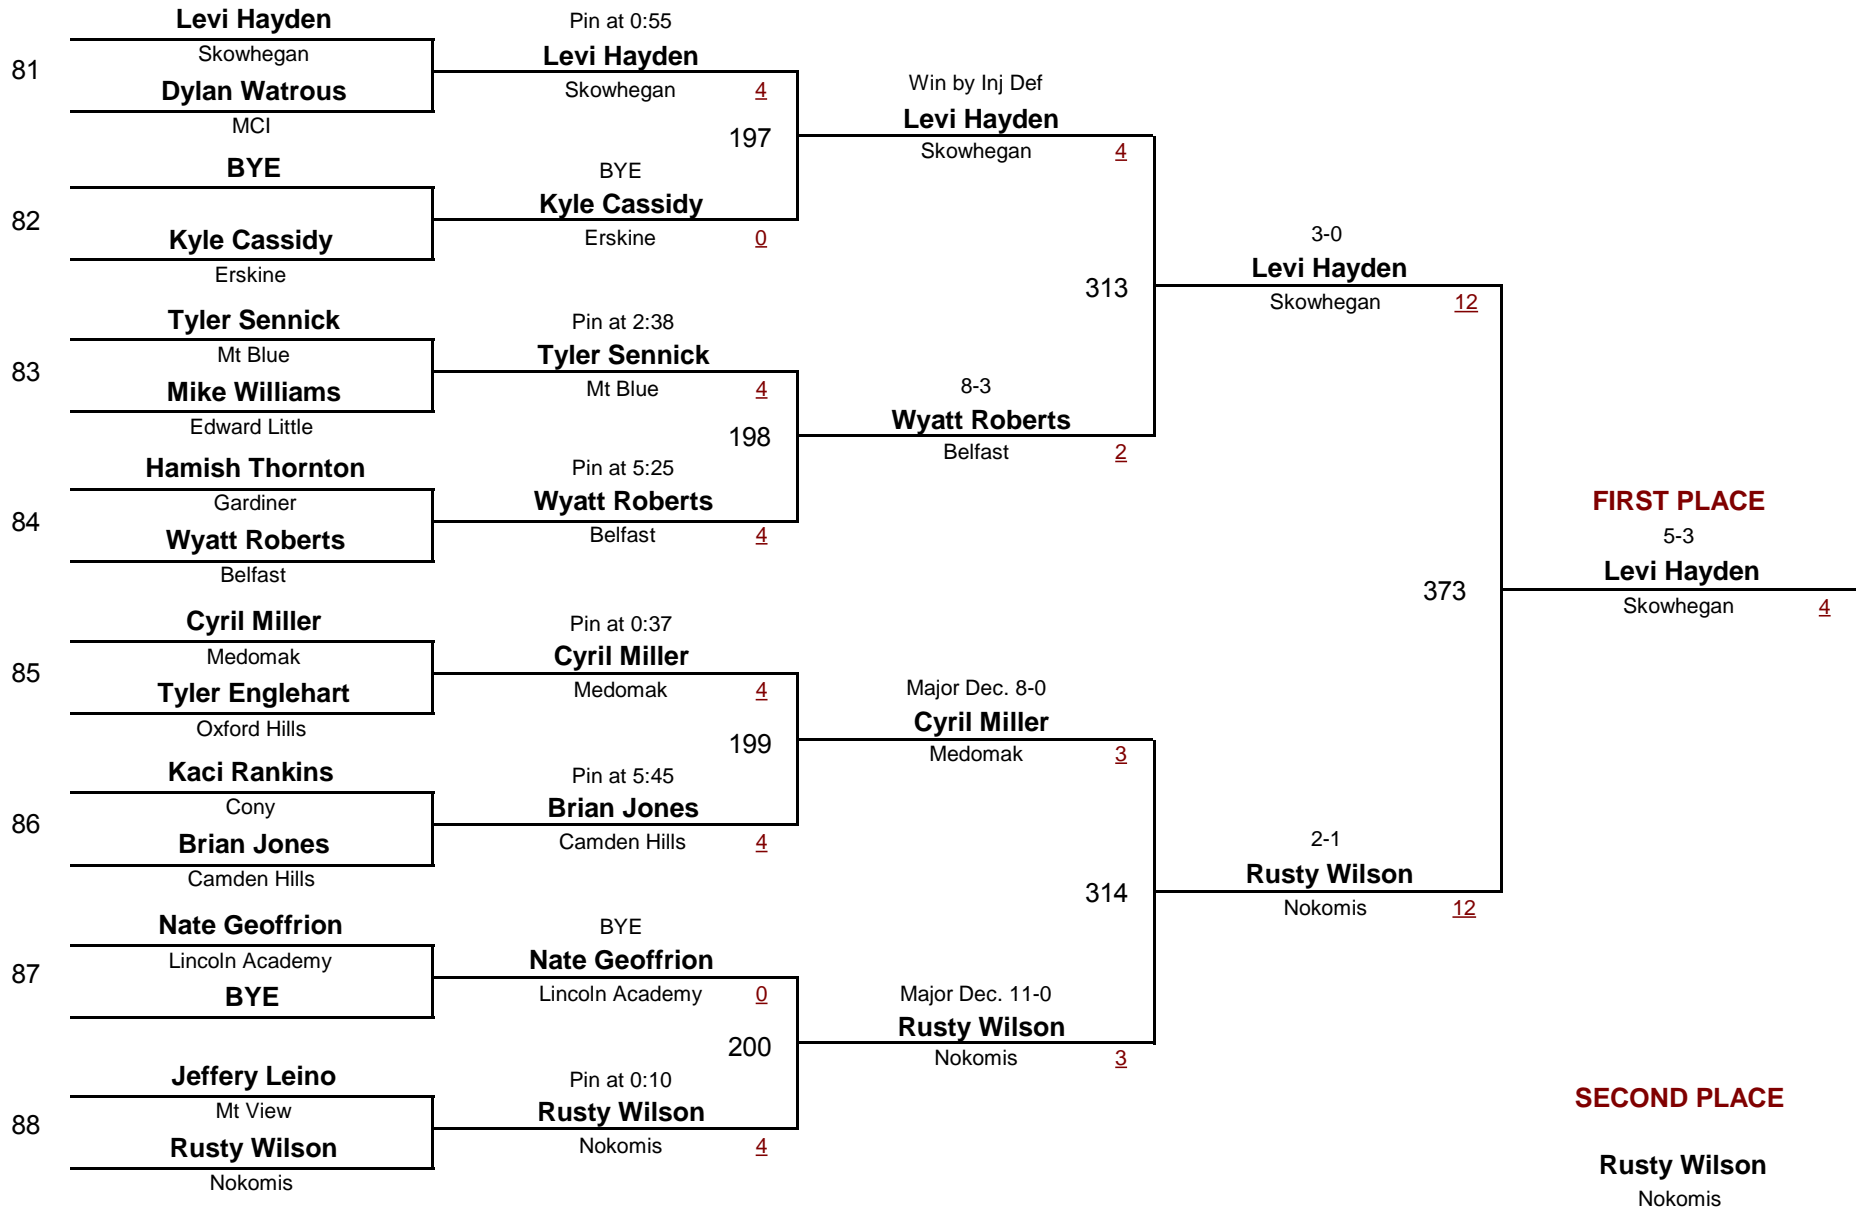 Levi Hayden
Skowhegan
81
Dylan Watrous
MCI
BYE
82
Kyle Cassidy
Erskine
Tyler Sennick
Mt Blue
83
Mike Williams
Edward Little
Hamish Thornton
Gardiner
84
Wyatt Roberts
Belfast
Cyril Miller
Medomak
85
Tyler Englehart
Oxford Hills
Kaci Rankins
Cony
86
Brian Jones
Camden Hills
Nate Geoffrion
Lincoln Academy
87
BYE
Jeffery Leino
Mt View
88
Rusty Wilson
Nokomis
Pin at 0:55
Levi Hayden
Skowhegan 4
197
BYE
Kyle Cassidy
Erskine 0
Pin at 2:38
Tyler Sennick
Mt Blue 4
198
Pin at 5:25
Wyatt Roberts
Belfast 4
Pin at 0:37
Cyril Miller
Medomak 4
199
Pin at 5:45
Brian Jones
Camden Hills 4
BYE
Nate Geoffrion
Lincoln Academy 0
200
Pin at 0:10
Rusty Wilson
Nokomis 4
Win by Inj Def
Levi Hayden
Skowhegan 4
313
8-3
Wyatt Roberts
Belfast 2
Major Dec. 8-0
Cyril Miller
Medomak 3
314
Major Dec. 11-0
Rusty Wilson
Nokomis 3
3-0
Levi Hayden
Skowhegan 12
373
2-1
Rusty Wilson
Nokomis 12
FIRST PLACE
5-3
Levi Hayden
Skowhegan 4
SECOND PLACE
Rusty Wilson
Nokomis